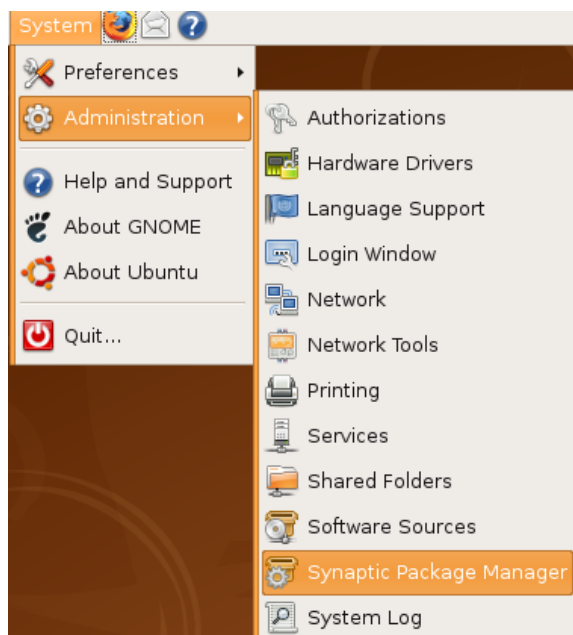 System
Preferences
Administration
Help and Support
About GNOME
About Ubuntu
Quit...
Authorizations
Hardware Drivers
Language Support
Login Window
Network
Network Tools
Printing
Services
Shared Folders
Software Sources
Synaptic Package Manager
System Log